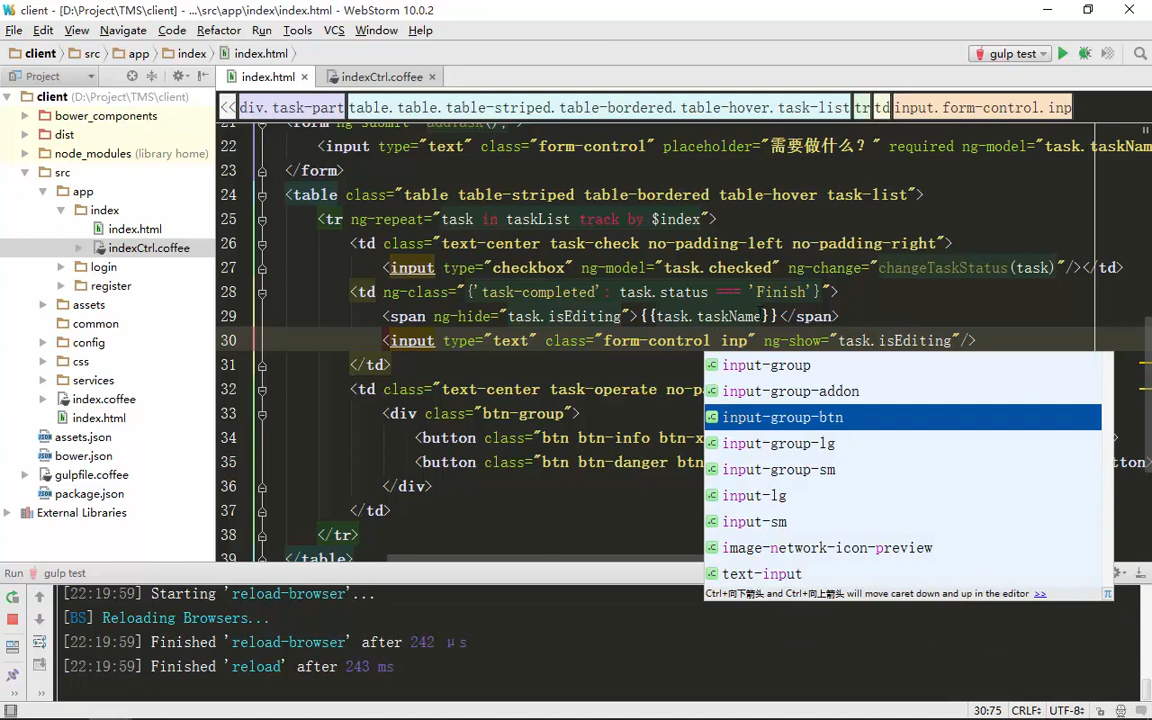 client - [D:\Project\TMS\client] - ...\src\app\index\index.html - WebStorm 10.0.2
File Edit View Navigate Code Refactor Run Tools VCS Window Help
client src app index index.html gulp test
Project index.html indexCtrl.coffee
<< div.task-part table.table.table-striped.table-bordered.table-hover.task-list tr td input.form-control.inp
client (D:\Project\TMS\client)
bower_components
dist
node_modules (library home)
src
app
index
index.html
indexCtrl.coffee
login
register
assets
common
config
css
services
index.coffee
index.html
assets.json
bower.json
gulpfile.coffee
package.json
External Libraries
22 <input type="text" class="form-control" placeholder="需要做什么？" required ng-model="task.taskNam
23 </form>
24 <table class="table table-striped table-bordered table-hover task-list">
25 <tr ng-repeat="task in taskList track by $index">
26 <td class="text-center task-check no-padding-left no-padding-right">
27 <input type="checkbox" ng-model="task.checked" ng-change="changeTaskStatus(task)"/></td>
28 <td ng-class="{'task-completed': task.status === 'Finish'}">
29 <span ng-hide="task.isEditing">{{task.taskName}}</span>
30 <input type="text" class="form-control inp" ng-show="task.isEditing"/>
31 </td>
32 <td class="text-center task-operate no-p
33 <div class="btn-group">
34 <button class="btn btn-info btn-x
35 <button class="btn btn-danger btn
utton>
36 </div>
37 </td>
38 </tr>
39 </table>
input-group
input-group-addon
input-group-btn
input-group-lg
input-group-sm
input-lg
input-sm
image-network-icon-preview
text-input
Ctrl+向下箭头 and Ctrl+向上箭头 will move caret down and up in the editor >>
Run gulp test
[22:19:59] Starting 'reload-browser'...
[BS] Reloading Browsers...
[22:19:59] Finished 'reload-browser' after 242 μs
[22:19:59] Finished 'reload' after 243 ms
30:75 CRLF÷ UTF-8÷